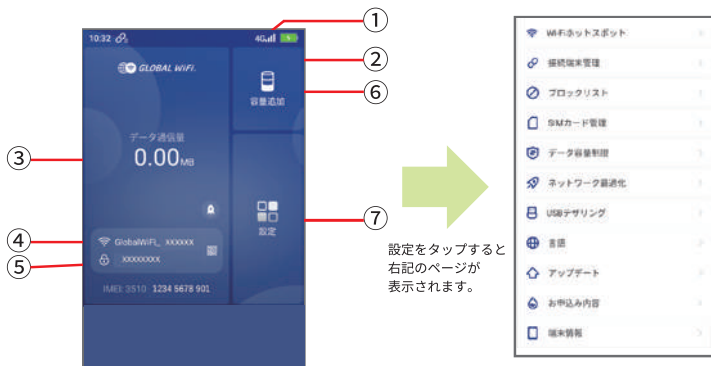 ①
10:32
4G
②
GLOBAL WiFi.
⑥
容量追加
データ通信量
③
0.00MB
⑦
設定
④
GlobalWiFi_ xxxxxx
⑤
xxxxxxxx
IMEI: 3510 1234 5678 901
設定をタップすると
右記のページが
表示されます。
Wi-Fiホットスポット
接続端末管理
ブロックリスト
SIMカード管理
データ容量制限
ネットワーク最適化
USBテザリング
言語
アップデート
お申込み内容
端末情報